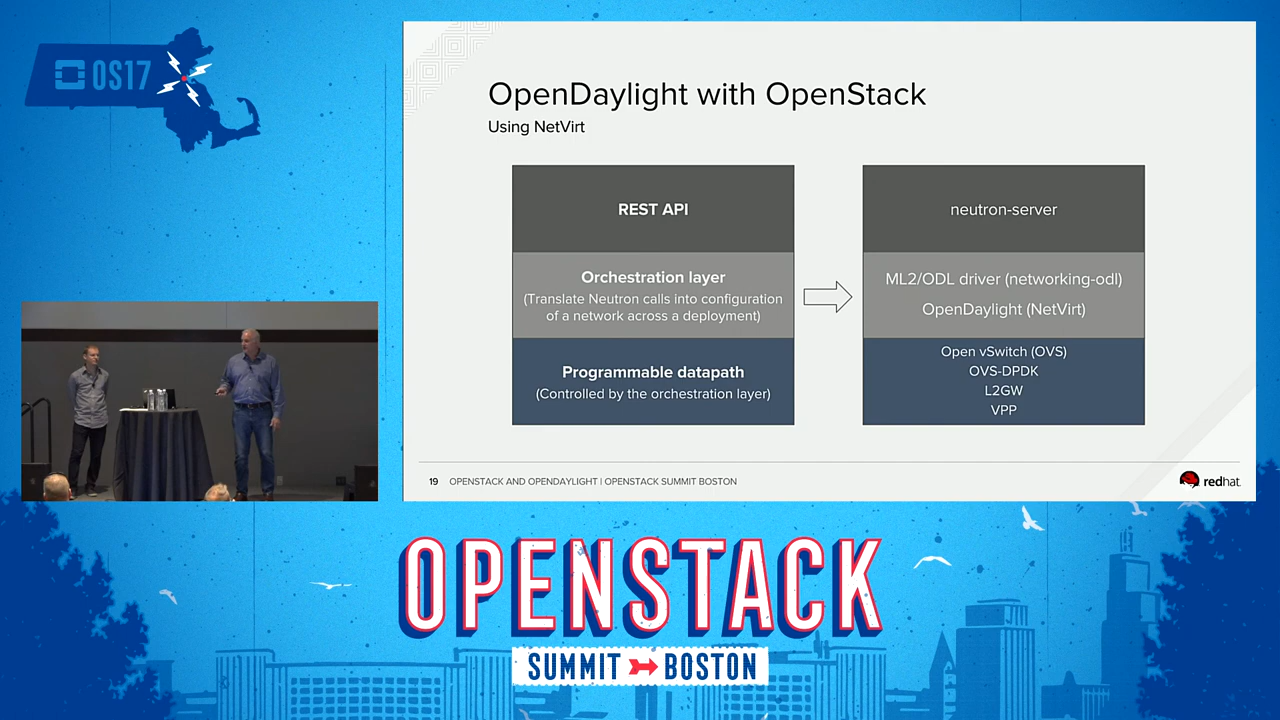 OS17
OpenDaylight with OpenStack
Using NetVirt
REST API
Orchestration layer
(Translate Neutron calls into configuration
of a network across a deployment)
Programmable datapath
(Controlled by the orchestration layer)
neutron-server
ML2/ODL driver (networking-odl)
OpenDaylight (NetVirt)
Open vSwitch (OVS)
OVS-DPDK
L2GW
VPP
19 OPENSTACK AND OPENDAYLIGHT | OPENSTACK SUMMIT BOSTON
redhat.
OPENSTACK
SUMMIT BOSTON